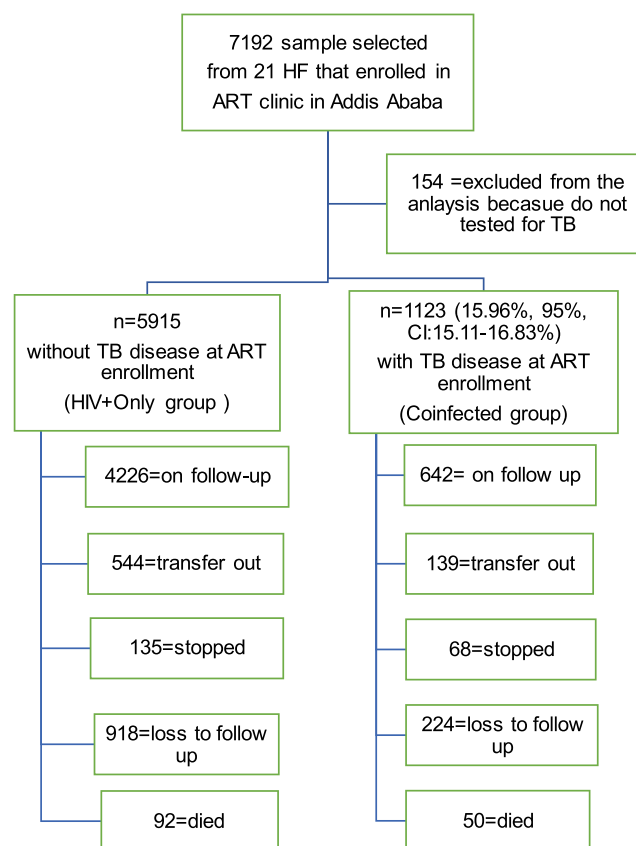 7192 sample selected
from 21 HF that enrolled in
ART clinic in Addis Ababa
154 =excluded from the
anlaysis becasue do not
tested for TB
n=5915
without TB disease at ART
enrollment
(HIV+Only group )
n=1123 (15.96%, 95%,
CI:15.11-16.83%)
with TB disease at ART
enrollment
(Coinfected group)
4226=on follow-up
544=transfer out
135=stopped
918=loss to follow
up
92=died
642= on follow up
139=transfer out
68=stopped
224=loss to follow
up
50=died